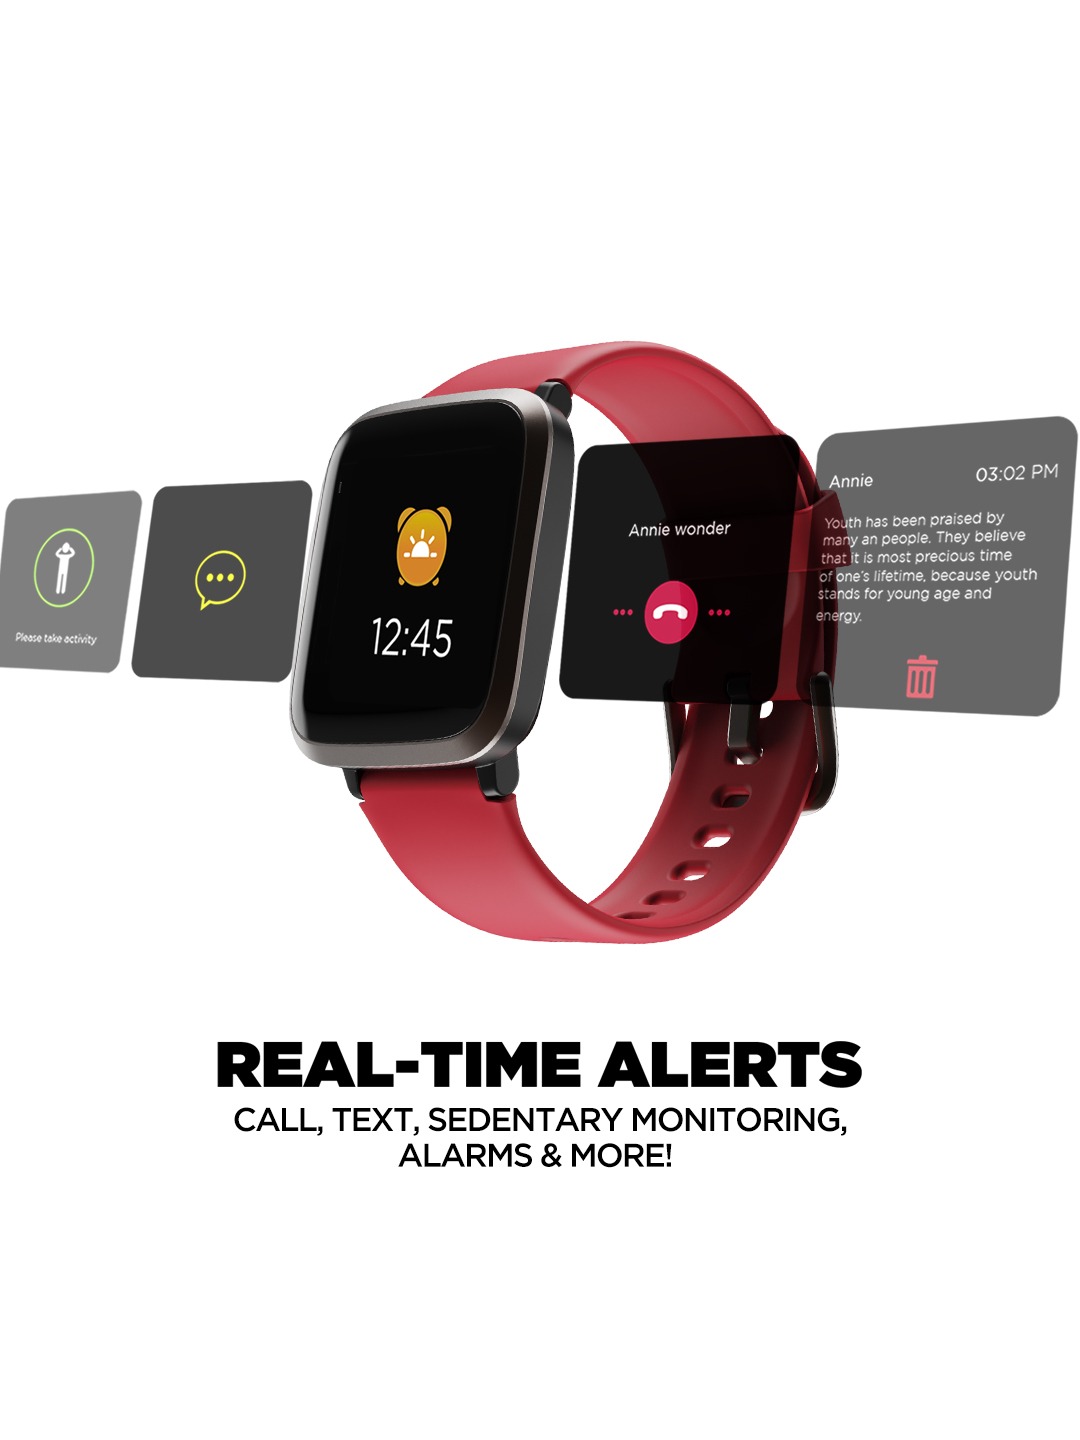 Please take activity
12:45
Annie wonder
Annie 03:02 PM
Youth has been praised by
many an people. They believe
that it is most precious time
of one's lifetime, because youth
stands for young age and
energy.
REAL-TIME ALERTS
CALL, TEXT, SEDENTARY MONITORING,
ALARMS & MORE!